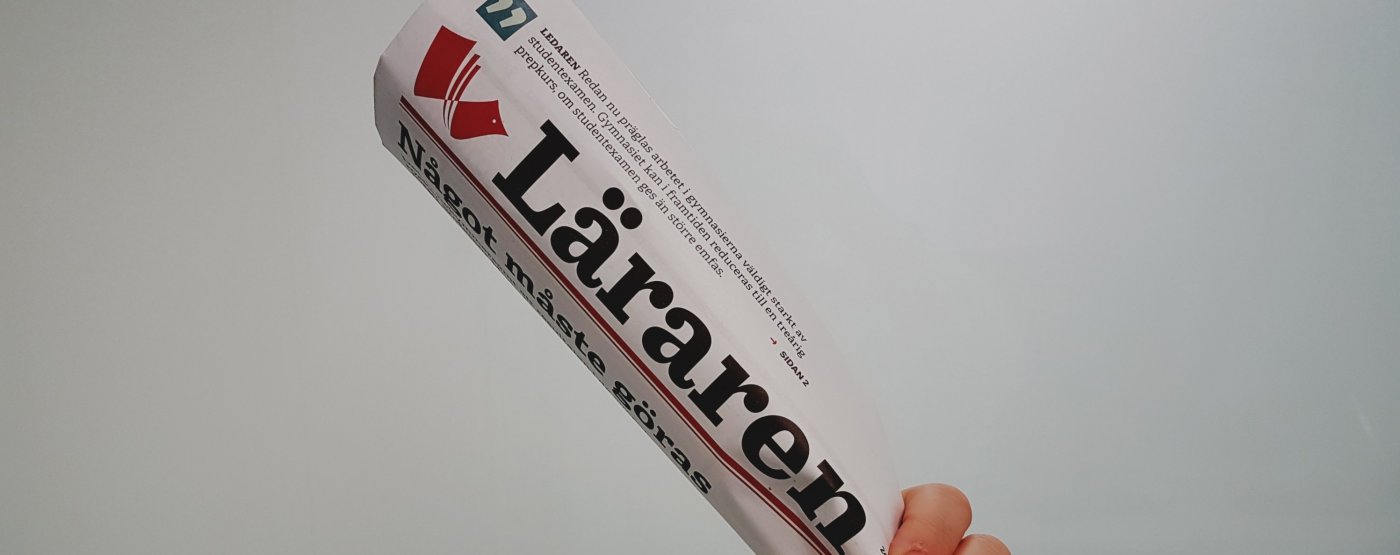 LEDAREN Redan nu präglas arbetet i gymnasierna väldigt starkt av
studentexamen. Gymnasiet kan i framtiden reduceras till en treårig
prepkurs, om studentexamen ges än större emfas.
→ SIDAN 2
Läraren
Något måste göras